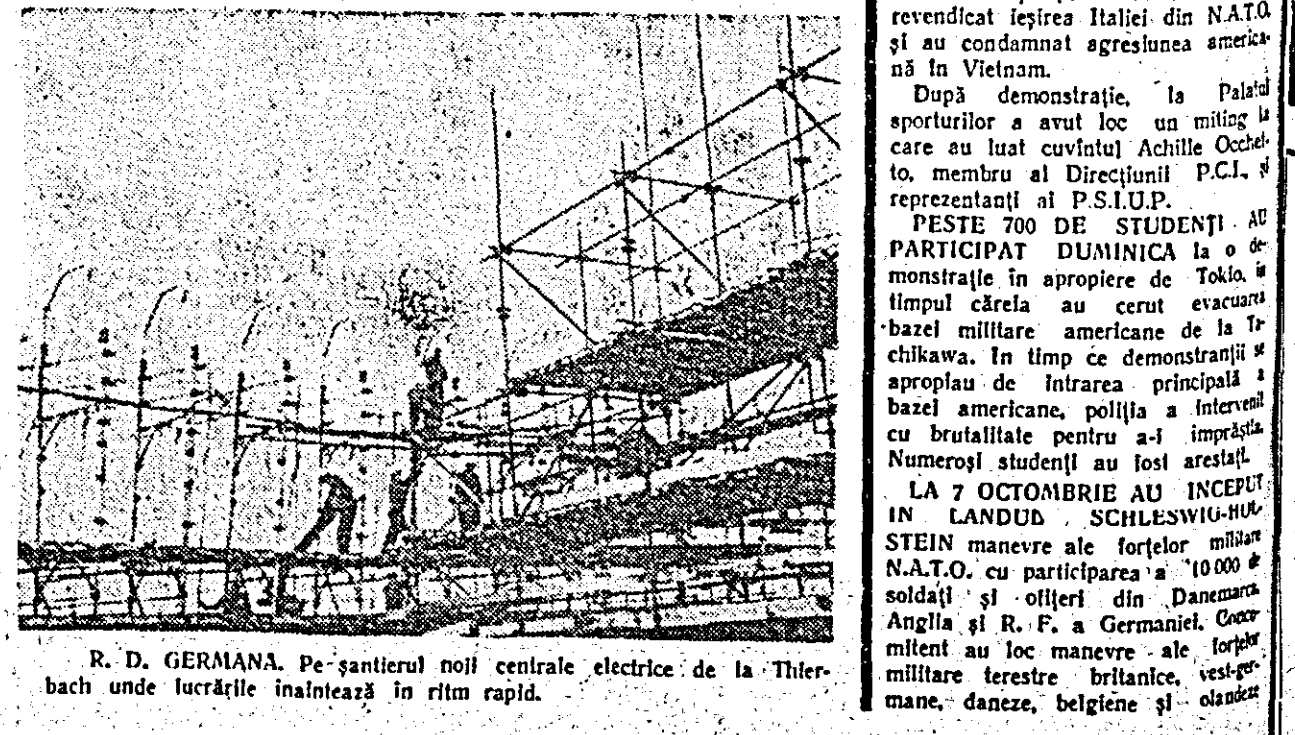 R. D. GERMANA. Pe șantierul noii centrale electrice de la Thier-
bach unde lucrările înaintează în ritm rapid.
revendicat ieșirea Italiei din N.A.T.O.
și au condamnat agresiunea america-
nă în Vietnam.
După demonstrație, la Palatul
sporturilor a avut loc un miting la
care au luat cuvîntul Achille Occhet-
to, membru al Direcțiunii P.C.I., și
reprezentanți ai P.S.I.U.P.
PESTE 700 DE STUDENȚI AU
PARTICIPAT DUMINICA la o de-
monstrație în apropiere de Tokio, în
timpul căreia au cerut evacuarea
bazei militare americane de la Ta-
chikawa. În timp ce demonstranții se
apropiau de intrarea principală a
bazei americane, poliția a intervenit
cu brutalitate pentru a-i împrăștia.
Numeroși studenți au fost arestați.
LA 7 OCTOMBRIE AU INCEPUT
IN LANDUL SCHLESWIG-HOL-
STEIN manevre ale forțelor militare
N.A.T.O. cu participarea a 10 000 de
soldați și ofițeri din Danemarca,
Anglia și R. F. a Germaniei. Conco-
mitent au loc manevre ale forțelor
militare terestre britanice, vest-ger-
mane, daneze, belgiene și olandeze